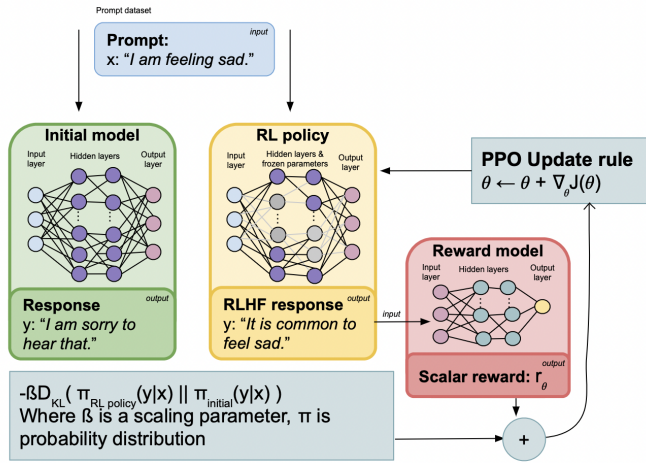 Prompt dataset
Prompt:
input
x: “I am feeling sad.”
Initial model
Input
layer
Hidden layers
Output
layer
Response
output
y: “I am sorry to
hear that.”
RL policy
Input
layer
Hidden layers &
frozen parameters
Output
layer
RLHF response
output
y: “It is common to
feel sad.”
input
PPO Update rule
θ ← θ + ∇θJ(θ)
Reward model
Input
layer
Hidden layers
Output
layer
output
Scalar reward: rθ
-ßDKL( πRL policy(y|x) || πinitial(y|x) )
Where ß is a scaling parameter, π is
probability distribution
+